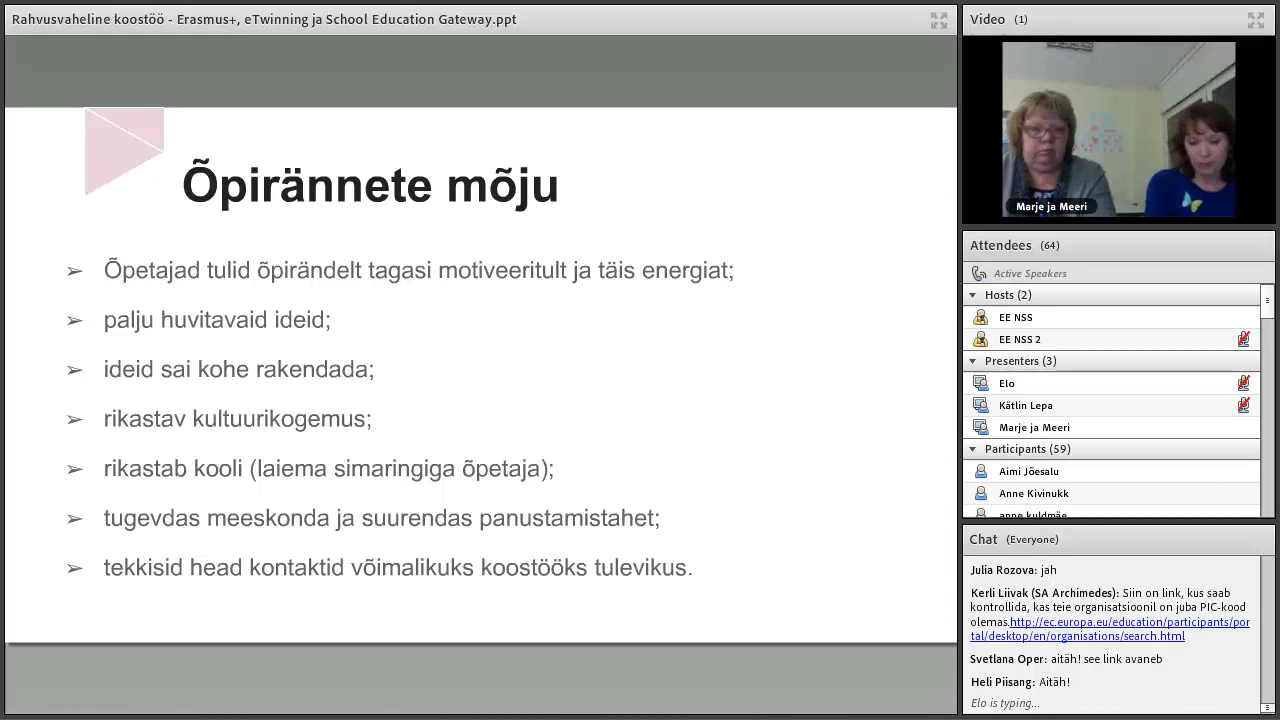 Rahvusvaheline koostöö - Erasmus+, eTwinning ja School Education Gateway.ppt
Õpirännete mõju
➢ Õpetajad tulid õpirändelt tagasi motiveeritult ja täis energiat;
➢ palju huvitavaid ideid;
➢ ideid sai kohe rakendada;
➢ rikastav kultuurikogemus;
➢ rikastab kooli (laiema simaringiga õpetaja);
➢ tugevdas meeskonda ja suurendas panustamistahet;
➢ tekkisid head kontaktid võimalikuks koostööks tulevikus.
Video (1)
Marje ja Meeri
Attendees (64)
Active Speakers
Hosts (2)
EE NSS
EE NSS 2
Presenters (3)
Elo
Kätlin Lepa
Marje ja Meeri
Participants (59)
Aimi Jõesalu
Anne Kivinukk
anne kuldmäe
Chat (Everyone)
Julia Rozova: jah
Kerli Liivak (SA Archimedes): Siin on link, kus saab
kontrollida, kas teie organisatsioonil on juba PIC-kood
olemas.http://ec.europa.eu/education/participants/por
tal/desktop/en/organisations/search.html
Svetlana Oper: aitäh! see link avaneb
Heli Piisang: Aitäh!
Elo is typing...